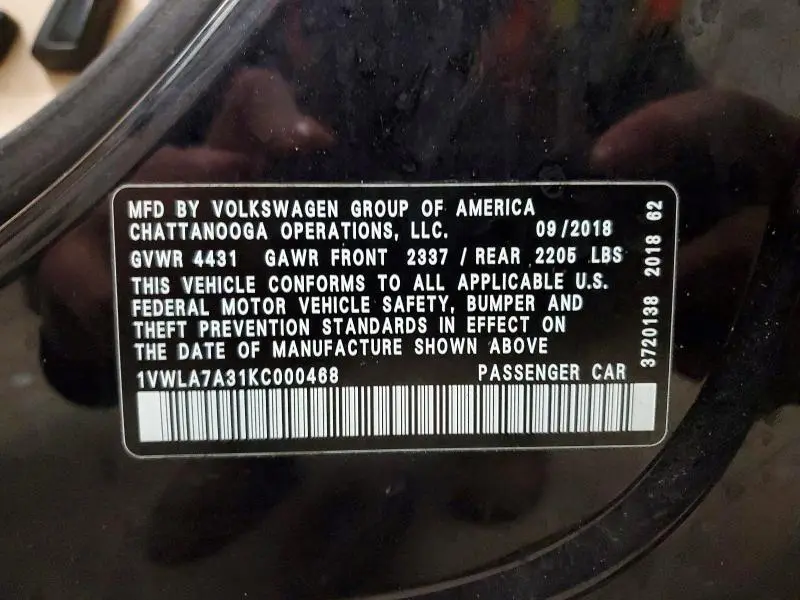 MFD BY VOLKSWAGEN GROUP OF AMERICA
CHATTANOOGA OPERATIONS, LLC. 09/2018
GVWR 4431 GAWR FRONT 2337 / REAR 2205 LBS
THIS VEHICLE CONFORMS TO ALL APPLICABLE U.S.
FEDERAL MOTOR VEHICLE SAFETY, BUMPER AND
THEFT PREVENTION STANDARDS IN EFFECT ON
THE DATE OF MANUFACTURE SHOWN ABOVE
1VWLA7A31KC000468 PASSENGER CAR
3720138 2018 62